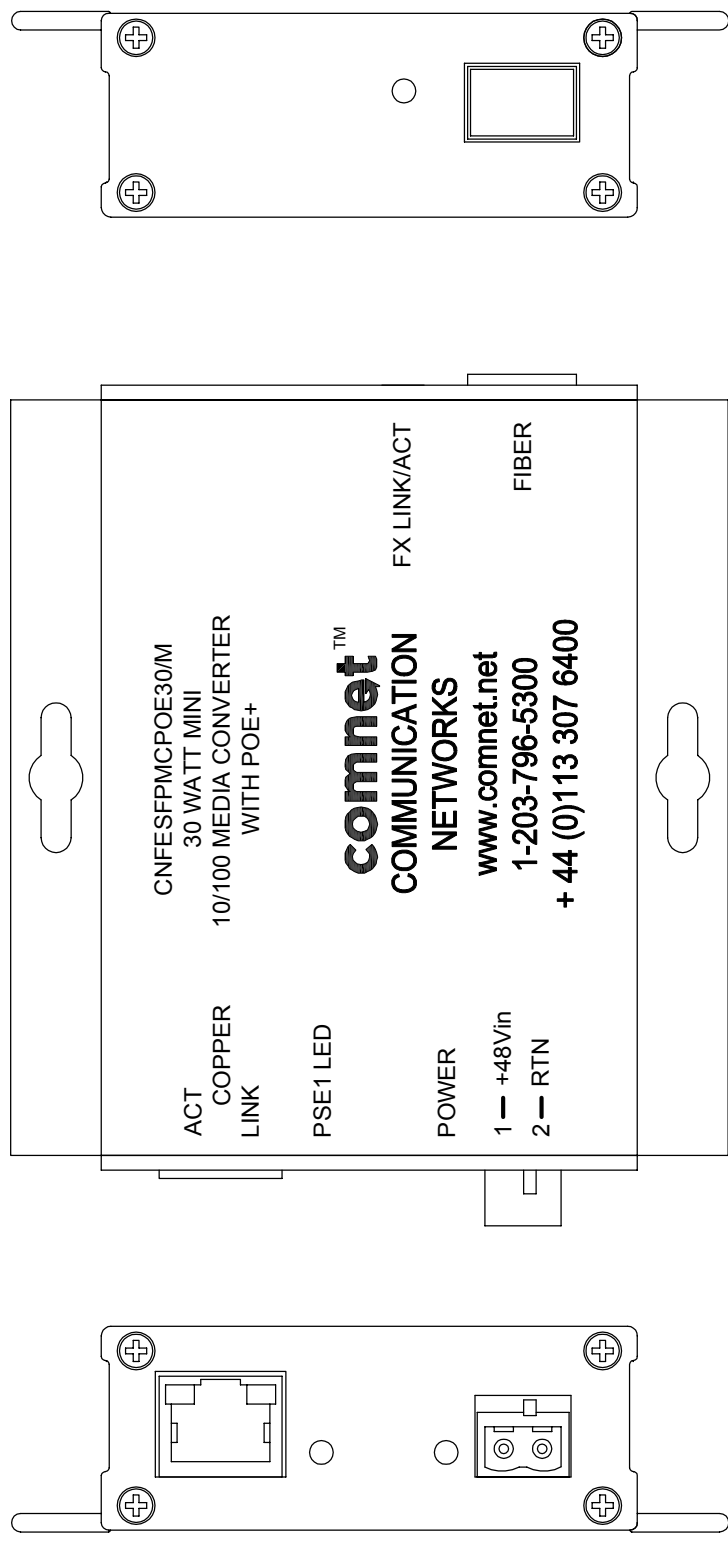 CNFESFPMCPOE30/M
30 WATT MINI
10/100 MEDIA CONVERTER
WITH POE+
ACT
COPPER
LINK
PSE1 LED
POWER
1 — +48Vin
2 — RTN
comnet™
COMMUNICATION
NETWORKS
www.comnet.net
1-203-796-5300
+ 44 (0)113 307 6400
FX LINK/ACT
FIBER